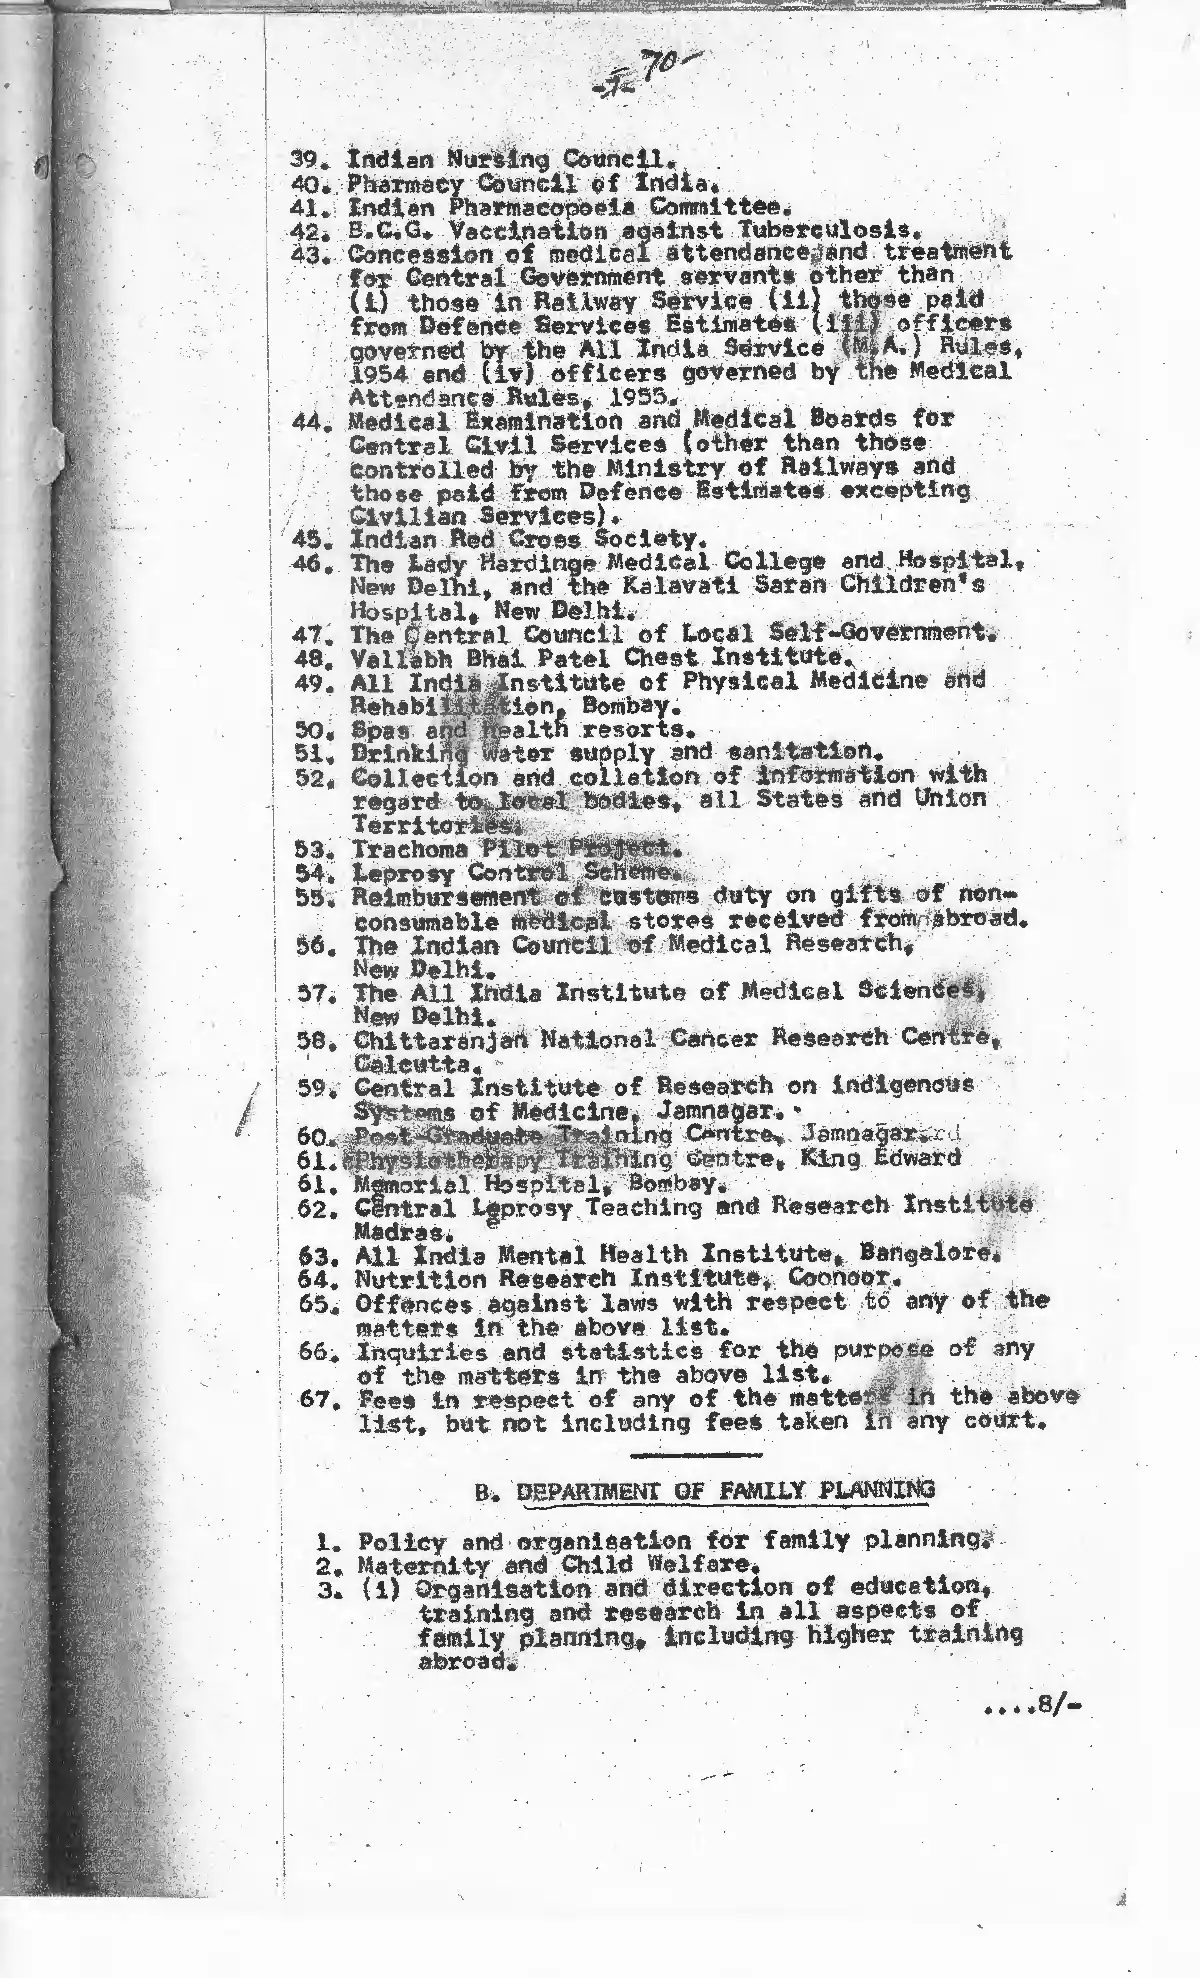 70-
-7-
39. Indian Nursing Council.
40. Pharmacy Council of India.
41. Indian Pharmacopoeia Committee.
42. B.C.G. Vaccination against Tuberculosis.
43. Concession of medical attendance and treatment
for Central Government servants other than
(i) those in Railway Service (ii) those paid
from Defence Services Estimates (iii) officers
governed by the All India Service (M.A.) Rules,
1954 and (iv) officers governed by the Medical
Attendance Rules, 1955.
44. Medical Examination and Medical Boards for
Central Civil Services (other than those
controlled by the Ministry of Railways and
those paid from Defence Estimates excepting
Civilian Services).
45. Indian Red Cross Society.
46. The Lady Hardinge Medical College and Hospital,
New Delhi, and the Kalavati Saran Children's
Hospital, New Delhi.
47. The Central Council of Local Self-Government.
48. Vallabh Bhai Patel Chest Institute.
49. All India Institute of Physical Medicine and
Rehabilitation, Bombay.
50. Spas and health resorts.
51. Drinking water supply and sanitation.
52. Collection and collation of information with
regard to local bodies, all States and Union
Territories.
53. Trachoma Pilot Project.
54. Leprosy Control Scheme.
55. Reimbursement of customs duty on gifts of non-
consumable medical stores received from abroad.
56. The Indian Council of Medical Research,
New Delhi.
57. The All India Institute of Medical Sciences,
New Delhi.
58. Chittaranjan National Cancer Research Centre,
Calcutta.
59. Central Institute of Research on indigenous
Systems of Medicine, Jamnagar.
60. Post-Graduate Training Centre, Jamnagar.rd
61. Physiotherapy Training Centre, King Edward
61. Memorial Hospital, Bombay.
62. Central Leprosy Teaching and Research Institute
Madras.
63. All India Mental Health Institute, Bangalore.
64. Nutrition Research Institute, Coonoor.
65. Offences against laws with respect to any of the
matters in the above list.
66. Inquiries and statistics for the purpose of any
of the matters in the above list.
67. Fees in respect of any of the matters in the above
list, but not including fees taken in any court.
B. DEPARTMENT OF FAMILY PLANNING
1. Policy and organisation for family planning.
2. Maternity and Child Welfare.
3. (i) Organisation and direction of education,
training and research in all aspects of
family planning, including higher training
abroad.
....8/-